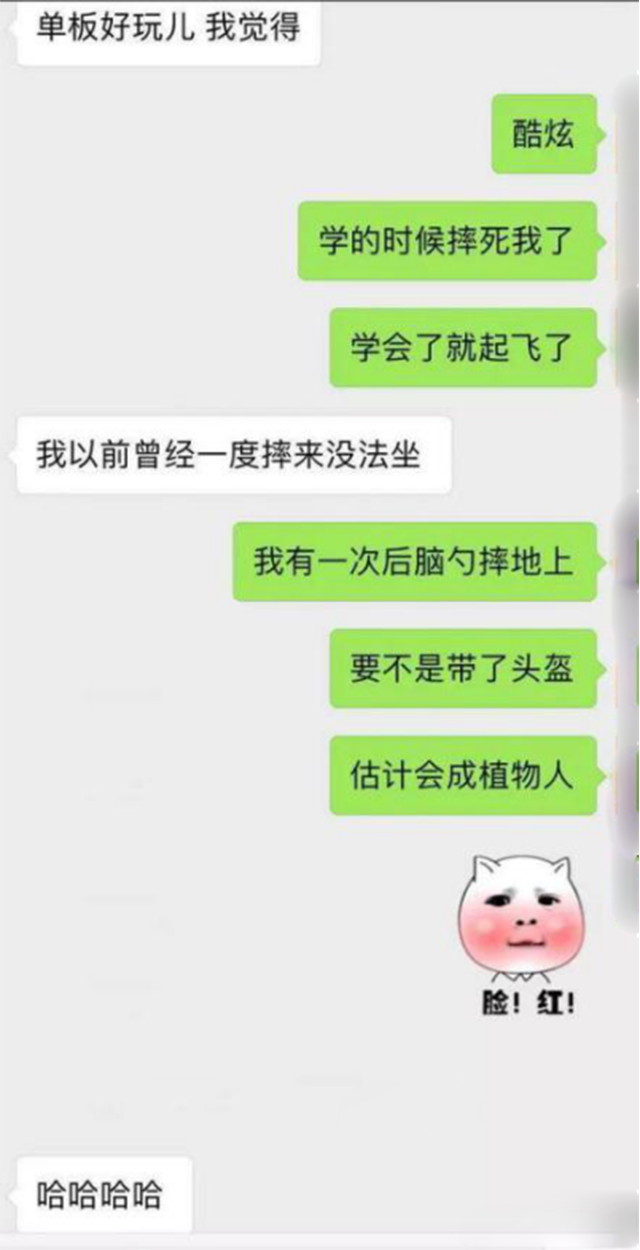 单板好玩儿 我觉得
酷炫
学的时候摔死我了
学会了就起飞了
我以前曾经一度摔来没法坐
我有一次后脑勺摔地上
要不是带了头盔
估计会成植物人
脸！红！
哈哈哈哈